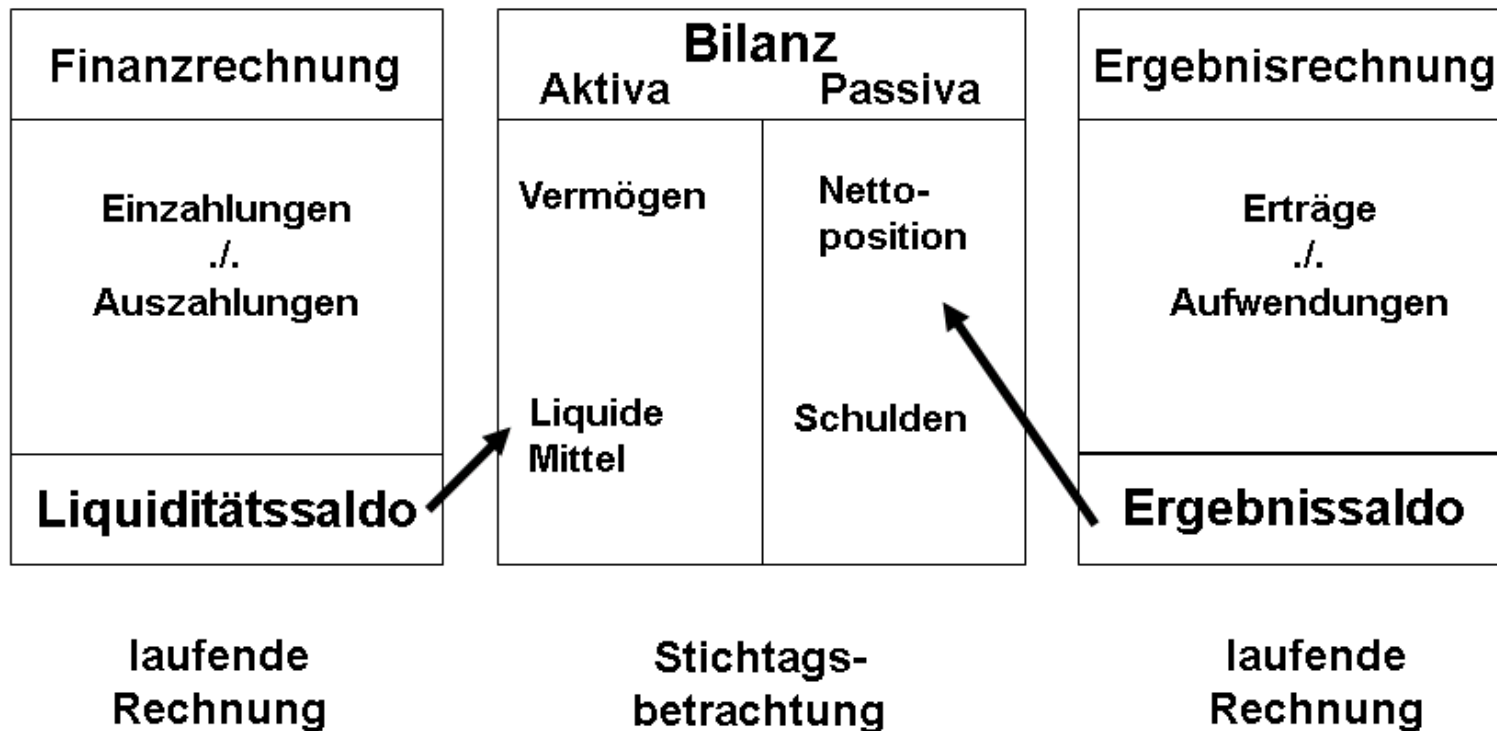 Finanzrechnung
Einzahlungen
./.
Auszahlungen
Liquiditätssaldo
laufende
Rechnung
Bilanz
Aktiva Passiva
Vermögen
Liquide
Mittel
Netto-
position
Schulden
Stichtags-
betrachtung
Ergebnisrechnung
Erträge
./.
Aufwendungen
Ergebnissaldo
laufende
Rechnung